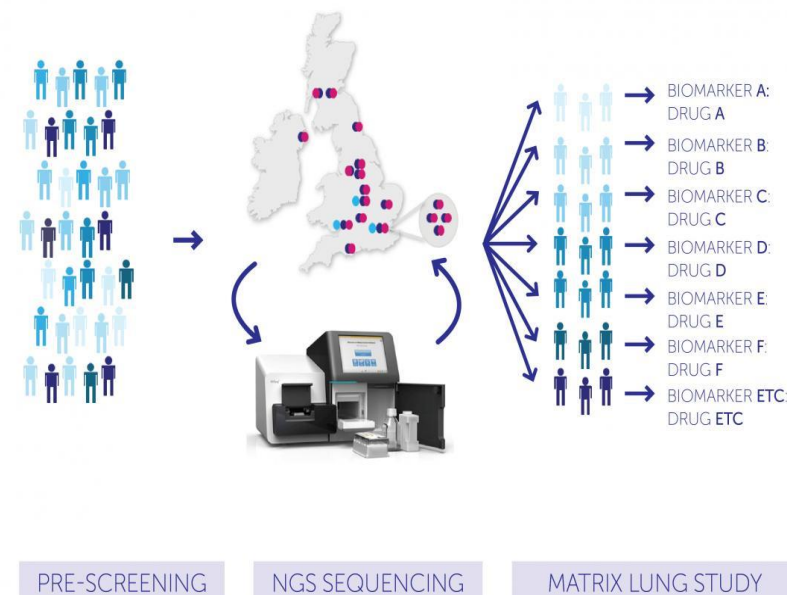 BIOMARKER A:
DRUG A
BIOMARKER B:
DRUG B
BIOMARKER C:
DRUG C
BIOMARKER D:
DRUG D
BIOMARKER E:
DRUG E
BIOMARKER F:
DRUG F
BIOMARKER ETC:
DRUG ETC
PRE-SCREENING
NGS SEQUENCING
MATRIX LUNG STUDY